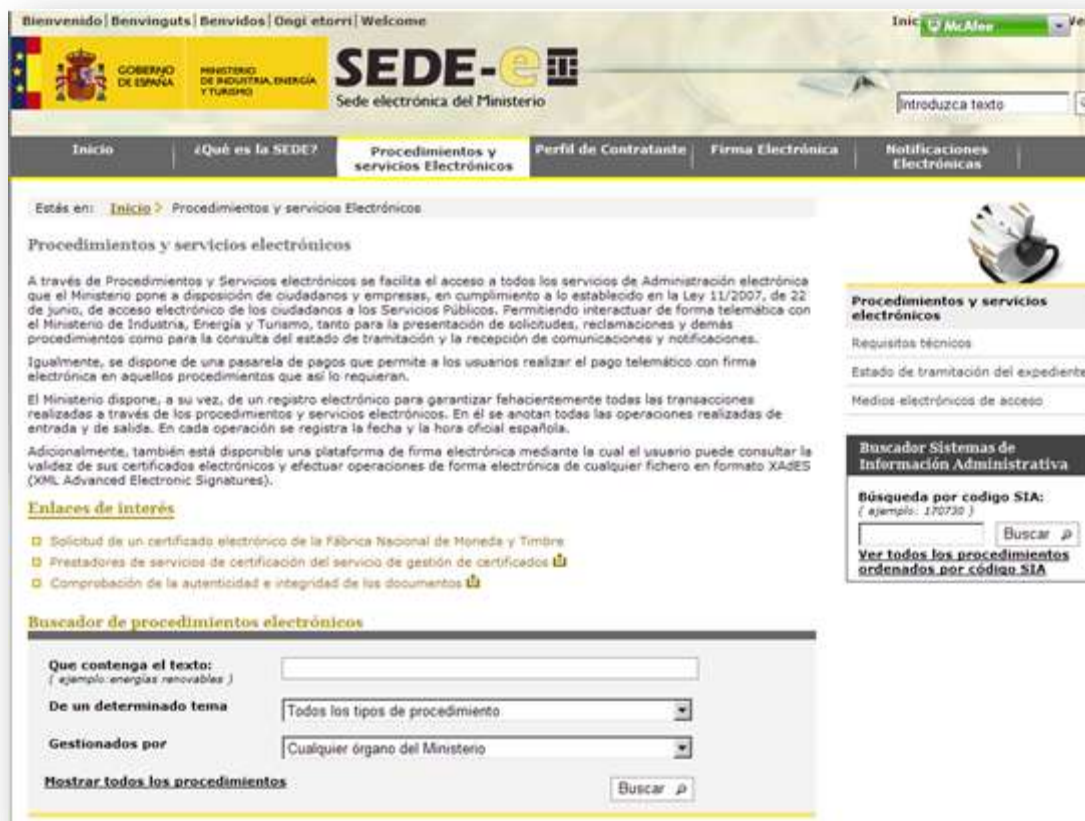 Bienvenido | Benvinguts | Benvidos | Ongi etorri | Welcome
McAfee
GOBIERNO
DE ESPAÑA
MINISTERIO
DE INDUSTRIA, ENERGÍA
Y TURISMO
SEDE-e
Sede electrónica del Ministerio
Introduzca texto
Inicio
¿Qué es la SEDE?
Procedimientos y
servicios Electrónicos
Perfil de Contratante
Firma Electrónica
Notificaciones
Electrónicas
Estás en: Inicio > Procedimientos y servicios Electrónicos
Procedimientos y servicios electrónicos
A través de Procedimientos y Servicios electrónicos se facilita el acceso a todos los servicios de Administración electrónica
que el Ministerio pone a disposición de ciudadanos y empresas, en cumplimiento a lo establecido en la Ley 11/2007, de 22
de junio, de acceso electrónico de los ciudadanos a los Servicios Públicos. Permitiendo interactuar de forma telemática con
el Ministerio de Industria, Energía y Turismo, tanto para la presentación de solicitudes, reclamaciones y demás
procedimientos como para la consulta del estado de tramitación y la recepción de comunicaciones y notificaciones.
Igualmente, se dispone de una pasarela de pagos que permite a los usuarios realizar el pago telemático con firma
electrónica en aquellos procedimientos que así lo requieran.
El Ministerio dispone, a su vez, de un registro electrónico para garantizar fehacientemente todas las transacciones
realizadas a través de los procedimientos y servicios electrónicos. En él se anotan todas las operaciones realizadas de
entrada y de salida. En cada operación se registra la fecha y la hora oficial española.
Adicionalmente, también está disponible una plataforma de firma electrónica mediante la cual el usuario puede consultar la
validez de sus certificados electrónicos y efectuar operaciones de forma electrónica de cualquier fichero en formato XAdES
(XML Advanced Electronic Signatures).
Enlaces de interés
Solicitud de un certificado electrónico de la Fábrica Nacional de Moneda y Timbre
Prestadores de servicios de certificación del servicio de gestión de certificados
Comprobación de la autenticidad e integridad de los documentos
Buscador de procedimientos electrónicos
Que contenga el texto:
( ejemplo:energías renovables )
De un determinado tema
Todos los tipos de procedimiento
Gestionados por
Cualquier órgano del Ministerio
Mostrar todos los procedimientos
Buscar
Procedimientos y servicios
electrónicos
Requisitos técnicos
Estado de tramitación del expediente
Medios electrónicos de acceso
Buscador Sistemas de
Información Administrativa
Búsqueda por codigo SIA:
( ejemplo: 170730 )
Buscar
Ver todos los procedimientos
ordenados por código SIA